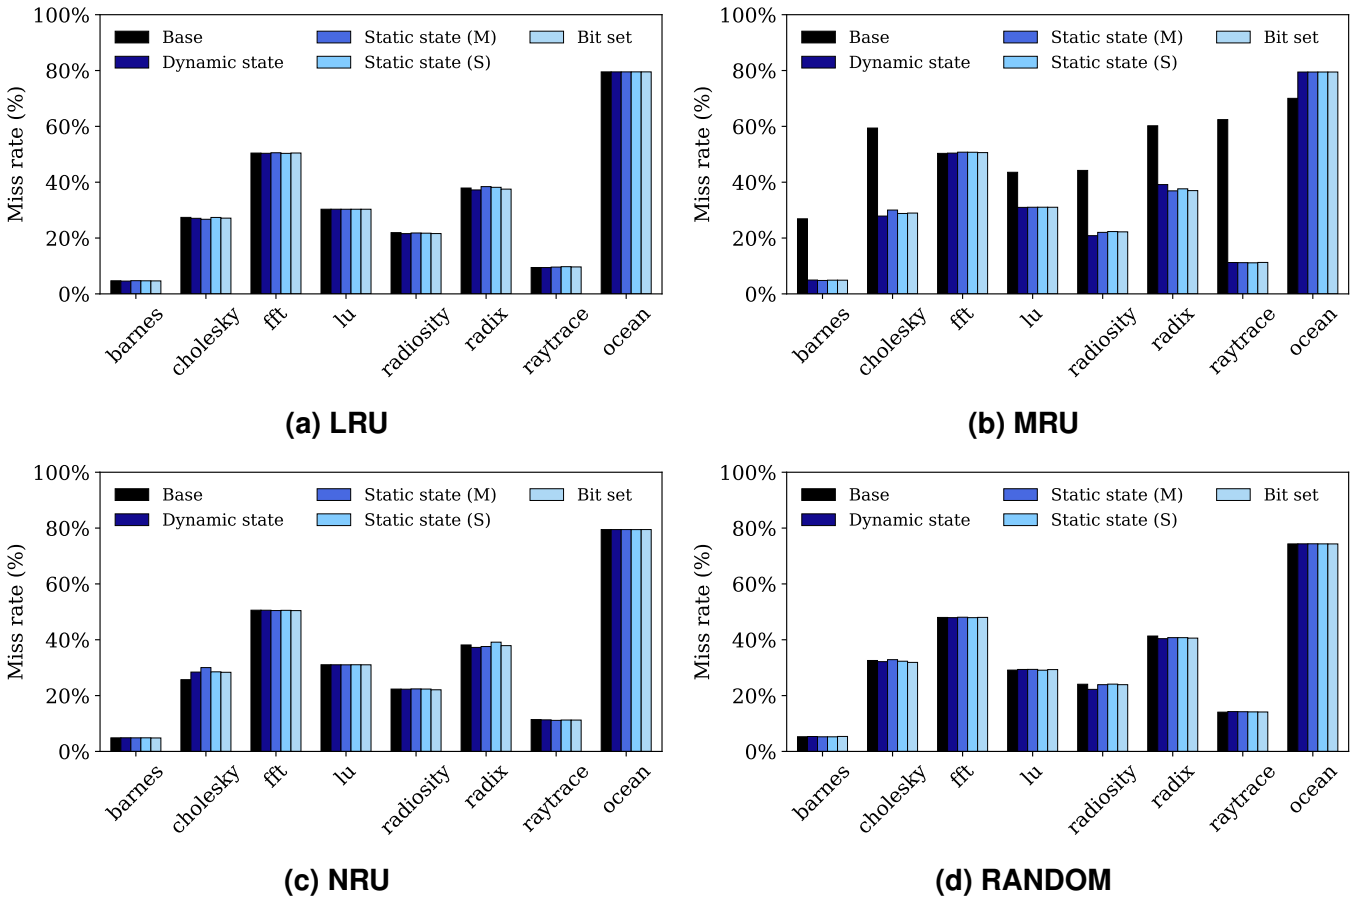 100%
80%
60%
40%
20%
0%
Miss rate (%)
Base
Dynamic state
Static state (M)
Static state (S)
Bit set
barnes
cholesky
fft
lu
radiosity
radix
raytrace
ocean
(a) LRU
100%
80%
60%
40%
20%
0%
Miss rate (%)
Base
Dynamic state
Static state (M)
Static state (S)
Bit set
barnes
cholesky
fft
lu
radiosity
radix
raytrace
ocean
(b) MRU
100%
80%
60%
40%
20%
0%
Miss rate (%)
Base
Dynamic state
Static state (M)
Static state (S)
Bit set
barnes
cholesky
fft
lu
radiosity
radix
raytrace
ocean
(c) NRU
100%
80%
60%
40%
20%
0%
Miss rate (%)
Base
Dynamic state
Static state (M)
Static state (S)
Bit set
barnes
cholesky
fft
lu
radiosity
radix
raytrace
ocean
(d) RANDOM